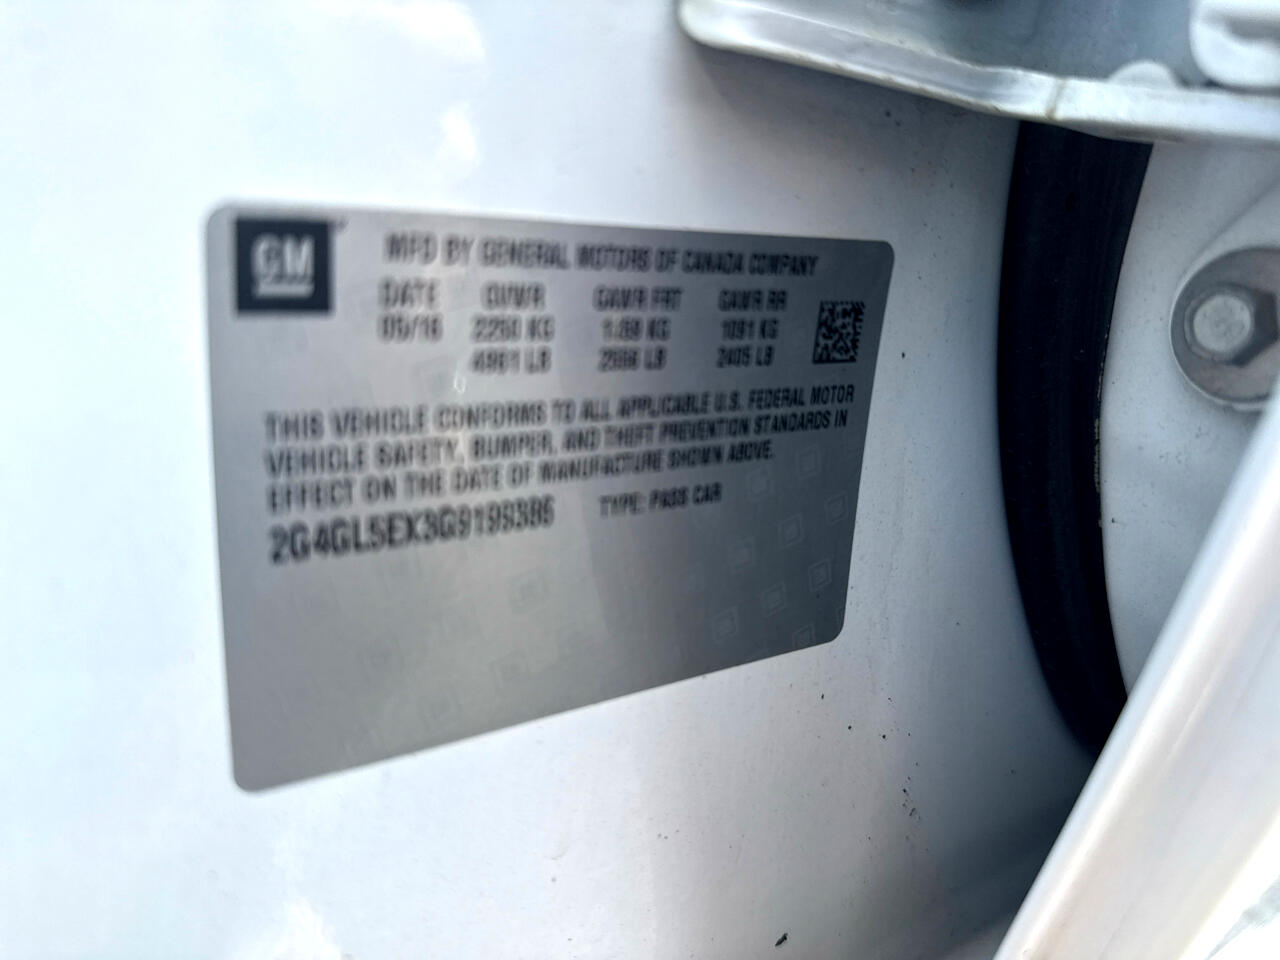 GM
MFD BY GENERAL MOTORS OF CANADA COMPANY
DATE GVWR GAWR FRT GAWR RR
05/16 2250 KG KG 1091 KG
4961 LB LB 2405 LB
THIS VEHICLE CONFORMS TO ALL APPLICABLE U.S. FEDERAL MOTOR
VEHICLE SAFETY, BUMPER, AND THEFT PREVENTION STANDARDS IN
EFFECT ON THE DATE OF MANUFACTURE SHOWN ABOVE.
2G4GL5EX3G9199386 TYPE: PASS CAR